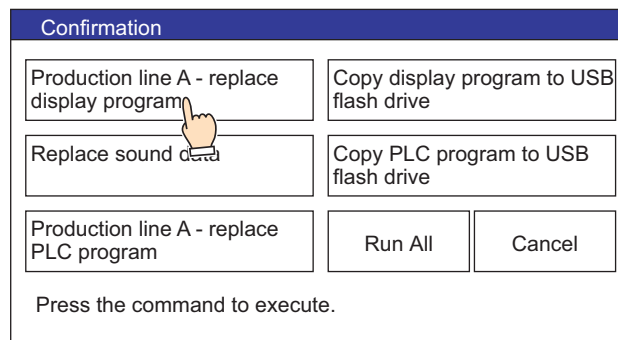 Confirmation
Production line A - replace
display program
Copy display program to USB
flash drive
Replace sound data
Copy PLC program to USB
flash drive
Production line A - replace
PLC program
Run All
Cancel
Press the command to execute.